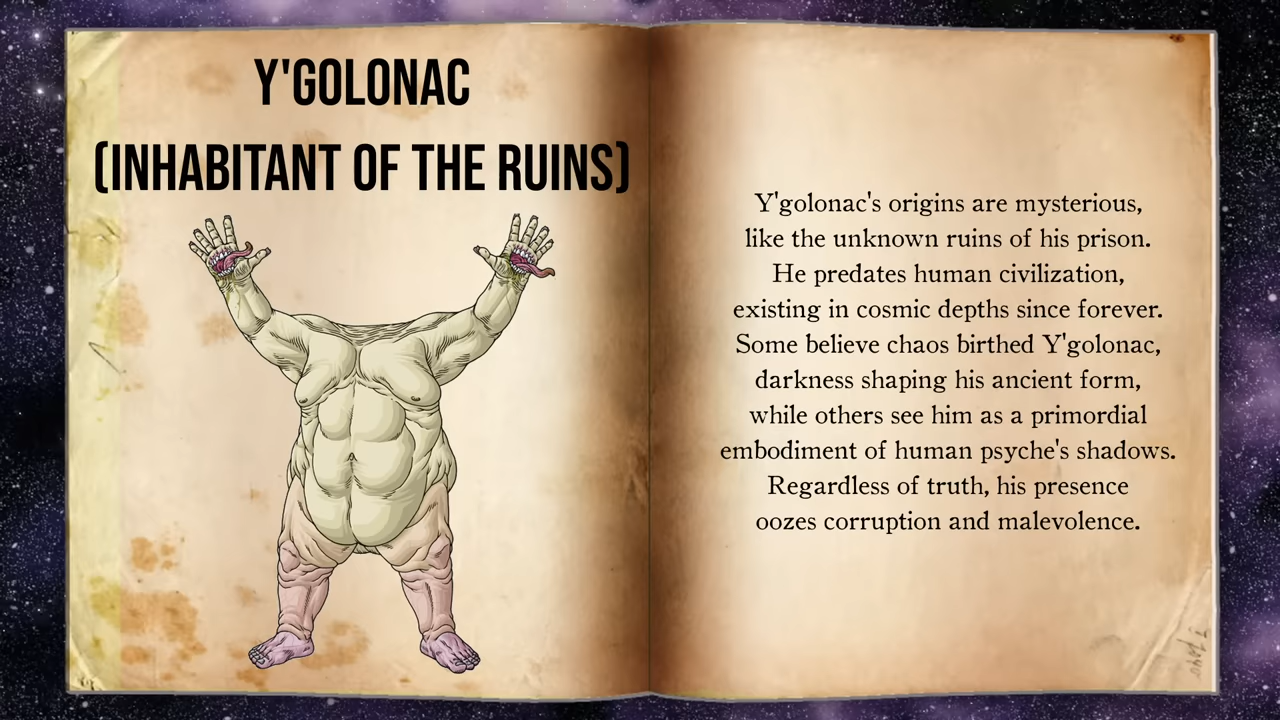 Y'GOLONAC
(INHABITANT OF THE RUINS)
Y'golonac's origins are mysterious,
like the unknown ruins of his prison.
He predates human civilization,
existing in cosmic depths since forever.
Some believe chaos birthed Y'golonac,
darkness shaping his ancient form,
while others see him as a primordial
embodiment of human psyche's shadows.
Regardless of truth, his presence
oozes corruption and malevolence.